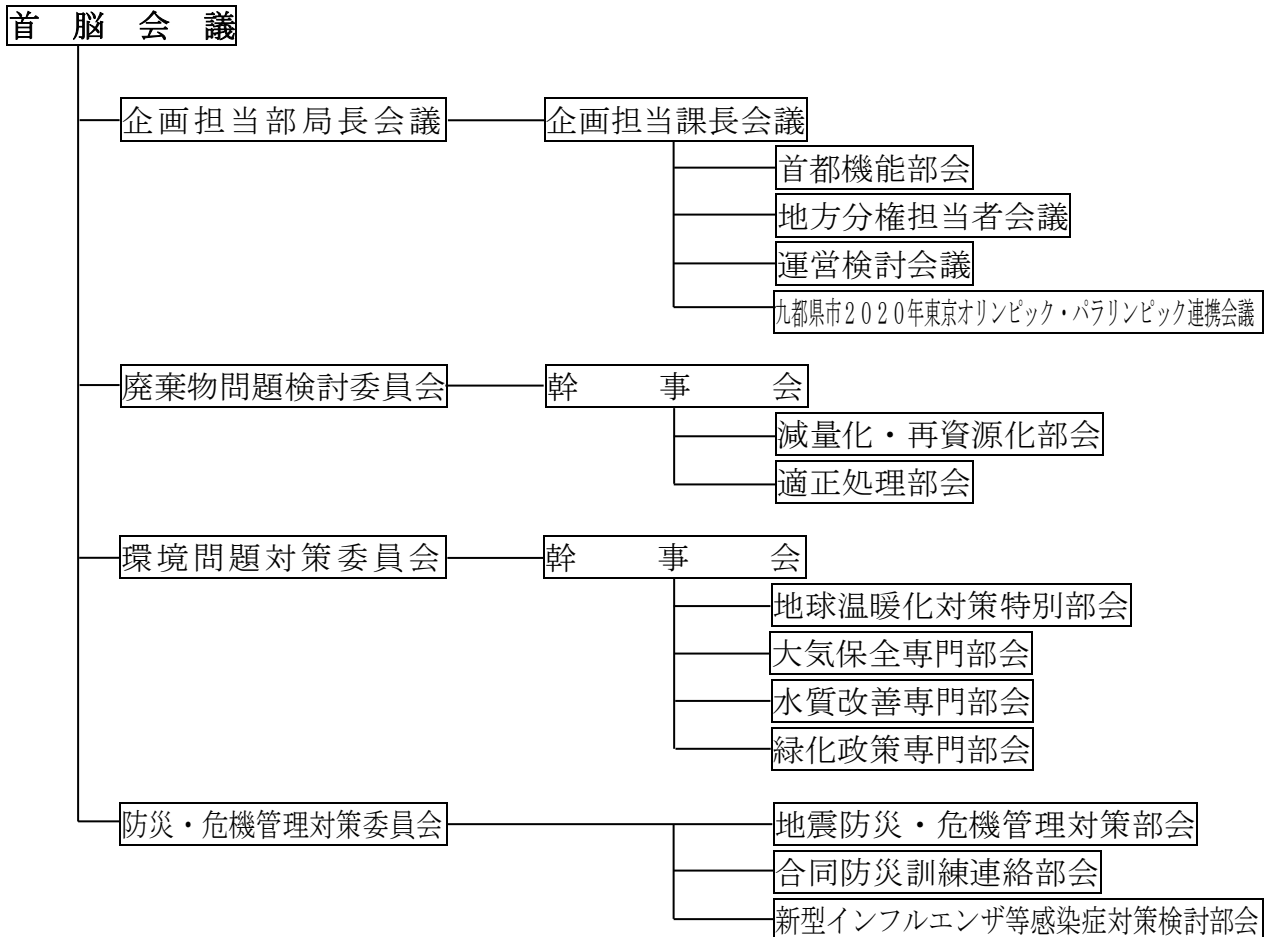 首脳会議
企画担当部局長会議 企画担当課長会議
首都機能部会
地方分権担当者会議
運営検討会議
九都県市２０２０年東京オリンピック・パラリンピック連携会議
廃棄物問題検討委員会 幹事会
減量化・再資源化部会
適正処理部会
環境問題対策委員会 幹事会
地球温暖化対策特別部会
大気保全専門部会
水質改善専門部会
緑化政策専門部会
防災・危機管理対策委員会 地震防災・危機管理対策部会
合同防災訓練連絡部会
新型インフルエンザ等感染症対策検討部会